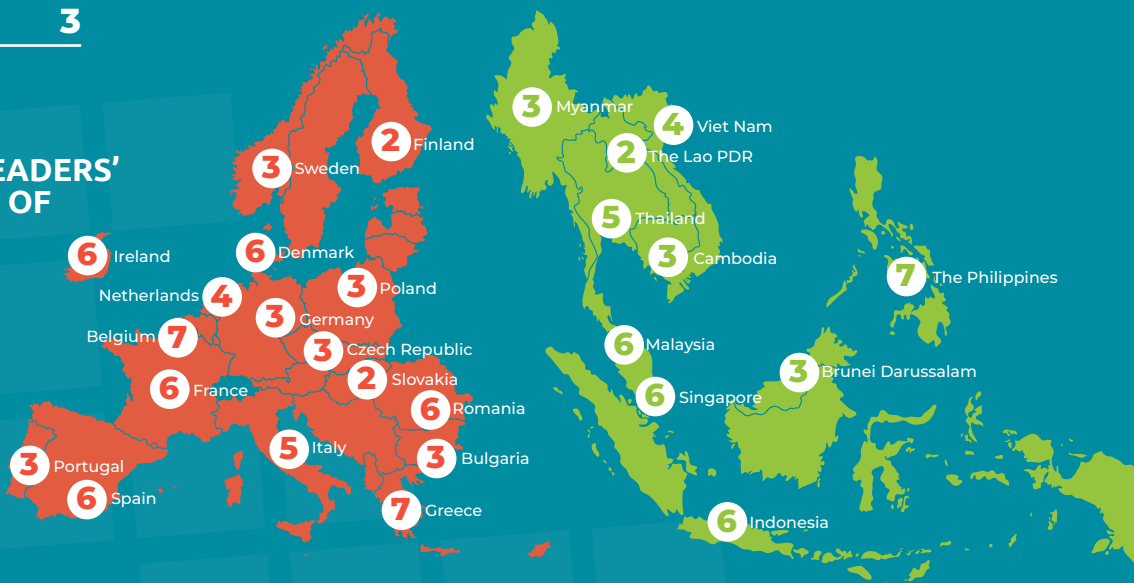 3
EADERS’
OF
2 Finland
3 Sweden
6 Ireland
6 Denmark
Netherlands 4
3 Poland
3 Germany
Belgium 7
3 Czech Republic
2 Slovakia
6 France
6 Romania
5 Italy
3 Bulgaria
3 Portugal
6 Spain
7 Greece
3 Myanmar
4 Viet Nam
2 The Lao PDR
5 Thailand
3 Cambodia
7 The Philippines
6 Malaysia
3 Brunei Darussalam
6 Singapore
6 Indonesia